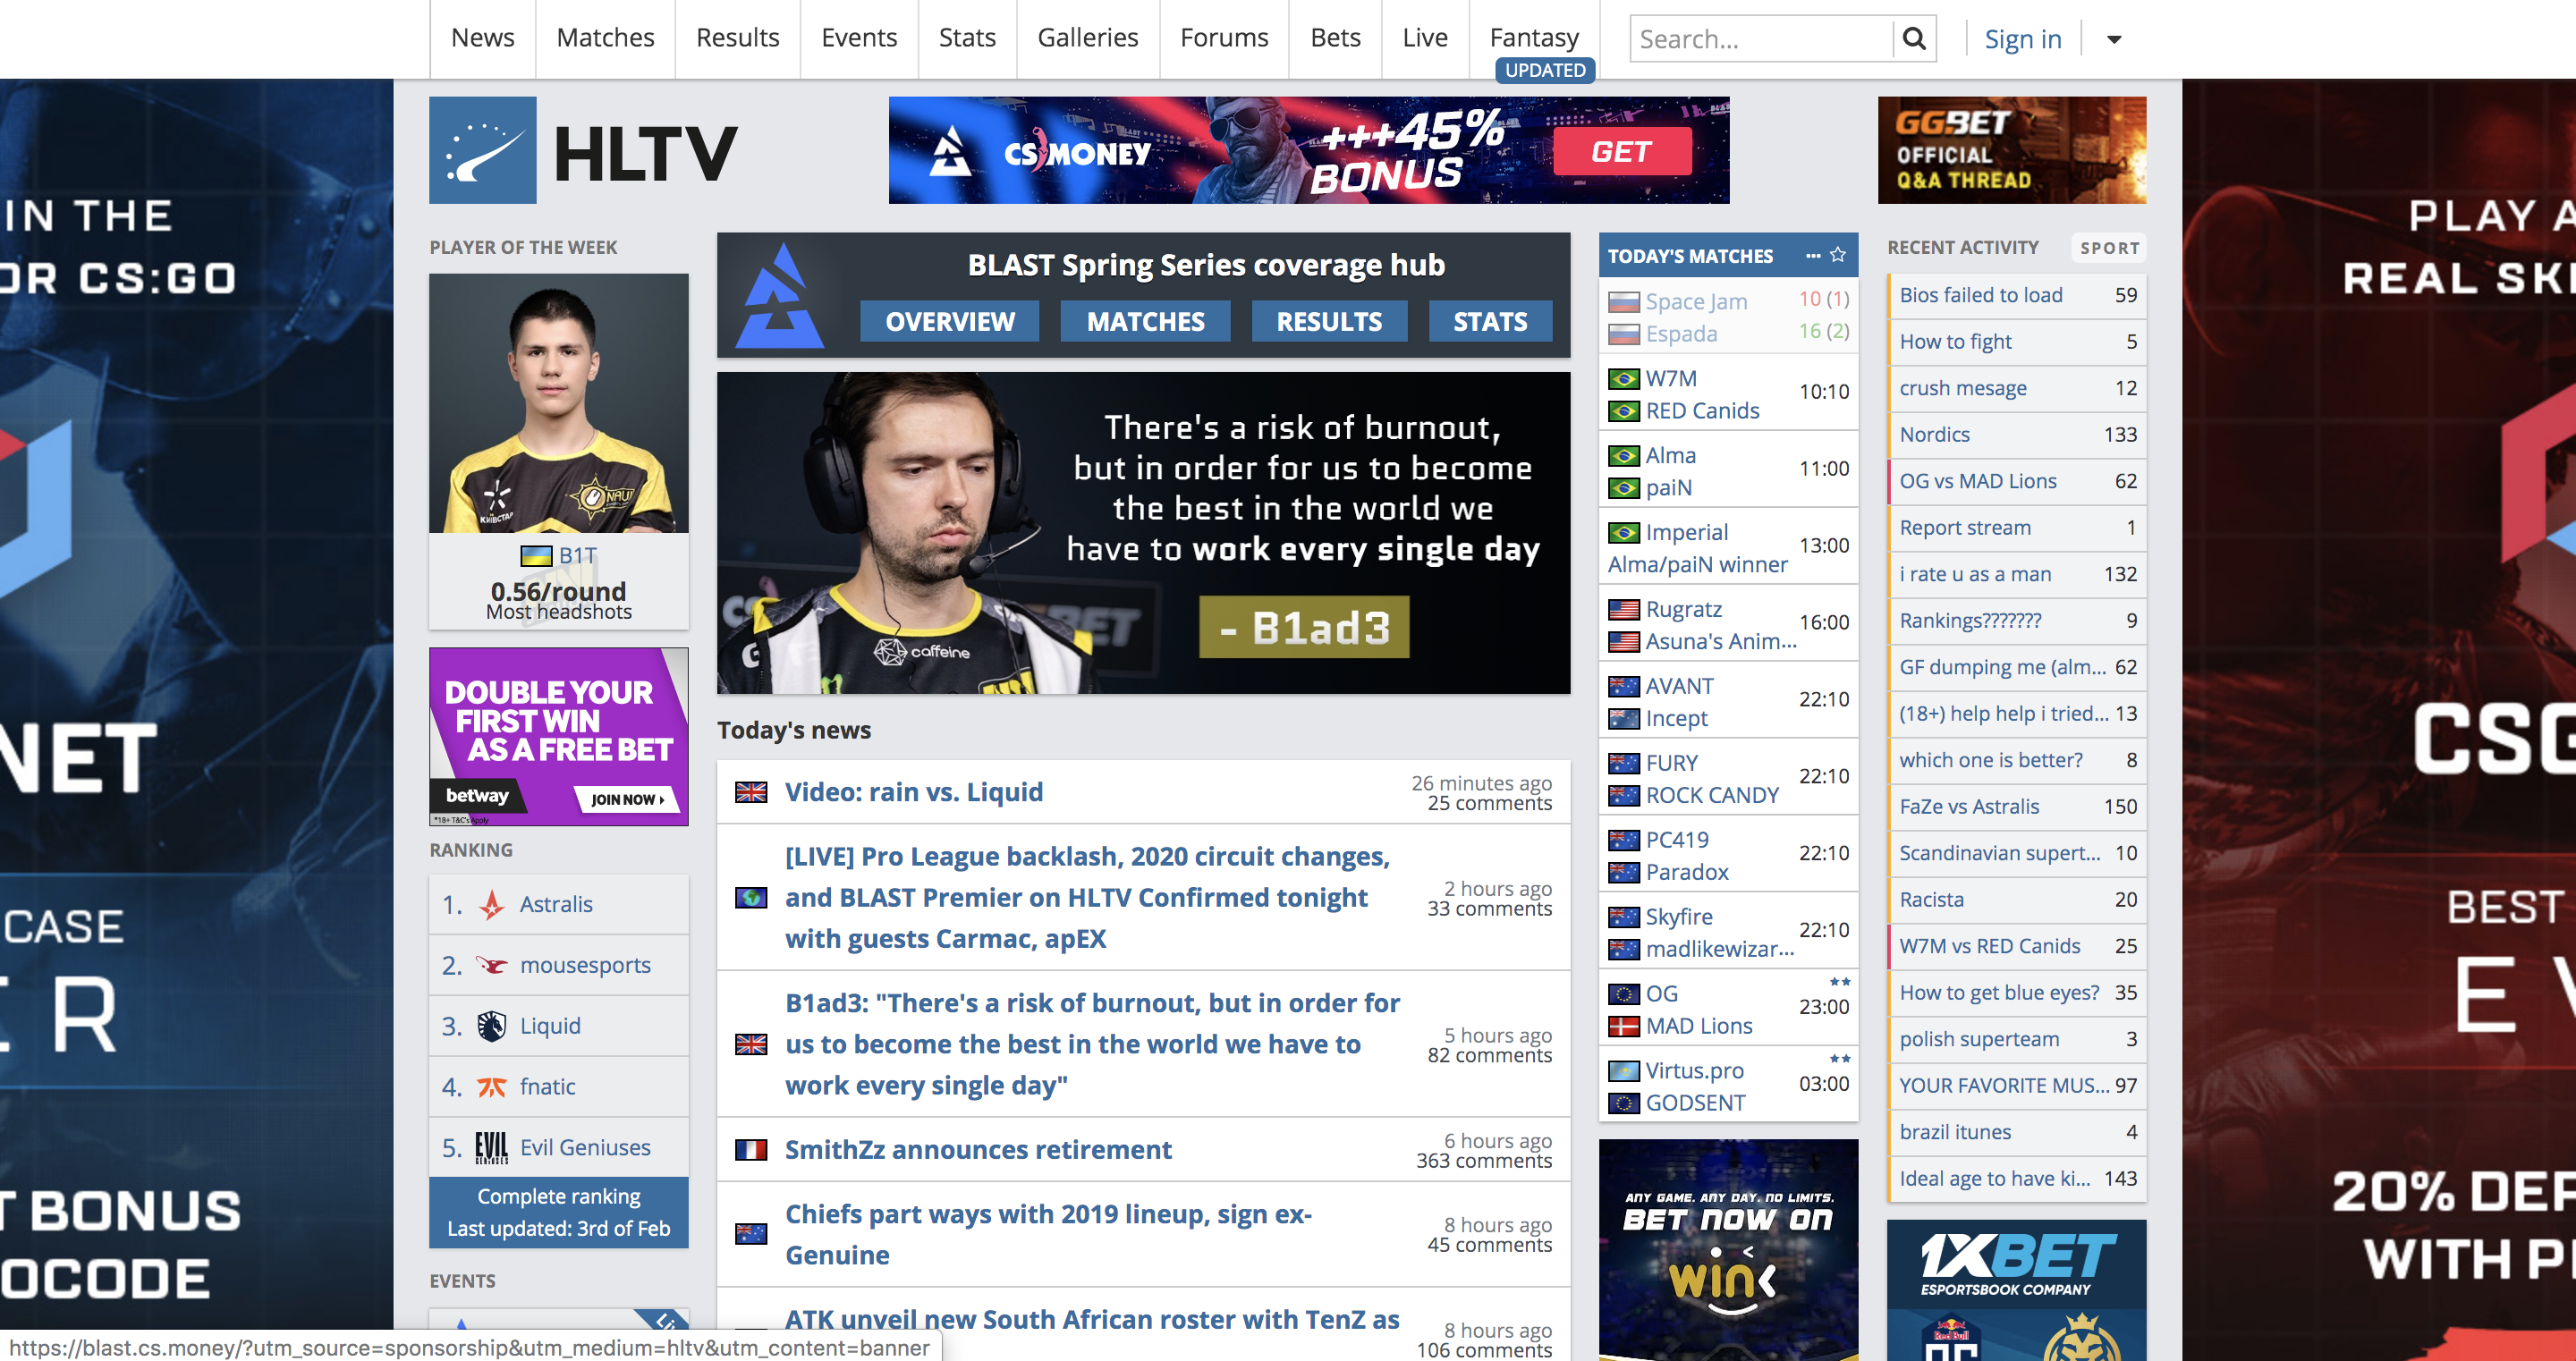 News
Matches
Results
Events
Stats
Galleries
Forums
Bets
Live
Fantasy
UPDATED
Search...
Sign in
IN THE
OR CS:GO
NET
CASE
ER
T BONUS
OCODE
HLTV
CS MONEY
+++45%
BONUS
GET
GG.BET
OFFICIAL
Q&A THREAD
PLAYER OF THE WEEK
NAVI
КИЇВСТАР
B1T
0.56/round
Most headshots
DOUBLE YOUR
FIRST WIN
AS A FREE BET
betway
JOIN NOW
*18+ T&C's Apply
RANKING
1. Astralis
2. mousesports
3. Liquid
4. fnatic
5. EVIL GENIUSES Evil Geniuses
Complete ranking
Last updated: 3rd of Feb
EVENTS
BLAST Spring Series coverage hub
OVERVIEW
MATCHES
RESULTS
STATS
There's a risk of burnout,
but in order for us to become
the best in the world we
have to work every single day
- B1ad3
caffeine
Today's news
Video: rain vs. Liquid
26 minutes ago
25 comments
[LIVE] Pro League backlash, 2020 circuit changes,
and BLAST Premier on HLTV Confirmed tonight
with guests Carmac, apEX
2 hours ago
33 comments
B1ad3: "There's a risk of burnout, but in order for
us to become the best in the world we have to
work every single day"
5 hours ago
82 comments
SmithZz announces retirement
6 hours ago
363 comments
Chiefs part ways with 2019 lineup, sign ex-
Genuine
8 hours ago
45 comments
ATK unveil new South African roster with TenZ as
8 hours ago
106 comments
TODAY'S MATCHES
Space Jam 10 (1)
Espada 16 (2)
W7M
RED Canids
10:10
Alma
paiN
11:00
Imperial
Alma/paiN winner
13:00
Rugratz
Asuna's Anim...
16:00
AVANT
Incept
22:10
FURY
ROCK CANDY
22:10
PC419
Paradox
22:10
Skyfire
madlikewizar...
22:10
OG
MAD Lions
23:00
Virtus.pro
GODSENT
03:00
ANY GAME. ANY DAY. NO LIMITS.
BET NOW ON
wink
RECENT ACTIVITY
SPORT
Bios failed to load 59
How to fight 5
crush mesage 12
Nordics 133
OG vs MAD Lions 62
Report stream 1
i rate u as a man 132
Rankings??????? 9
GF dumping me (alm... 62
(18+) help help i tried... 13
which one is better? 8
FaZe vs Astralis 150
Scandinavian supert... 10
Racista 20
W7M vs RED Canids 25
How to get blue eyes? 35
polish superteam 3
YOUR FAVORITE MUS... 97
brazil itunes 4
Ideal age to have ki... 143
1XBET
ESPORTSBOOK COMPANY
Red Bull
OG
PLAY A
REAL SKI
CSG
BEST
EV
20% DEP
WITH PR
https://blast.cs.money/?utm_source=sponsorship&utm_medium=hltv&utm_content=banner